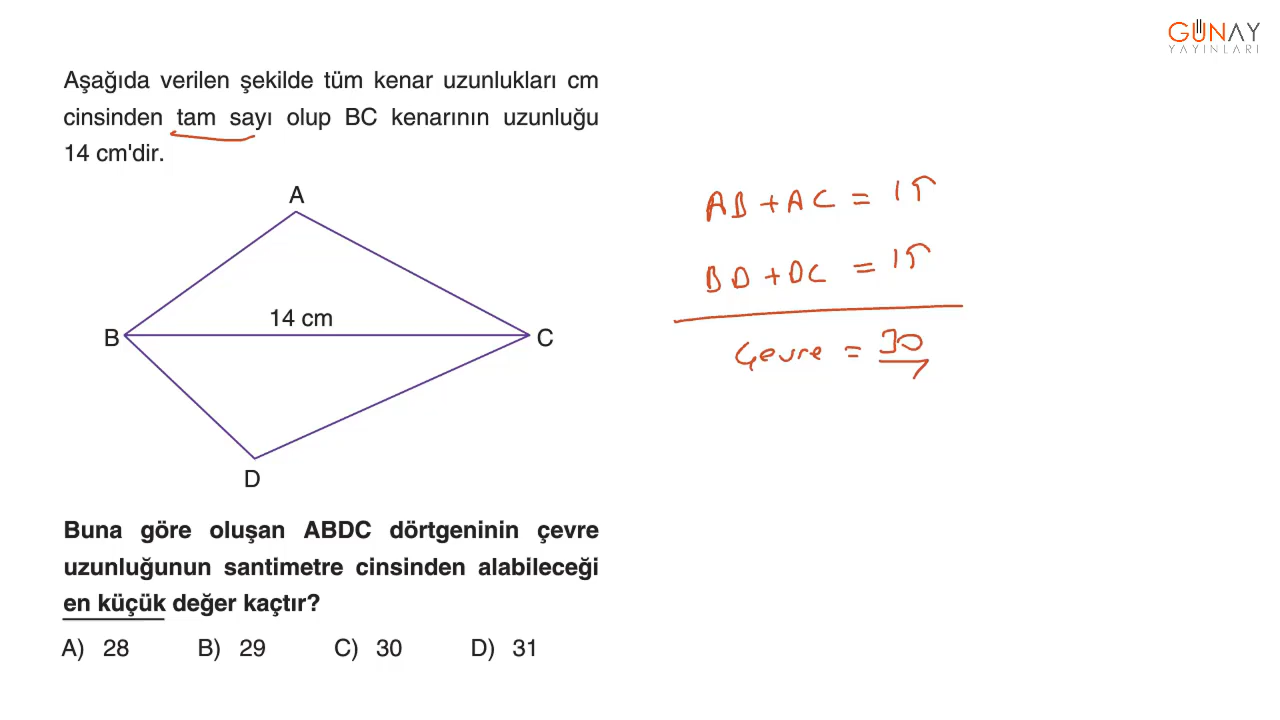 GÜNAY
YAYINLARI
Aşağıda verilen şekilde tüm kenar uzunlukları cm
cinsinden tam sayı olup BC kenarının uzunluğu
14 cm'dir.
A
14 cm
B
C
D
AB + AC = 15
BD + DC = 15
Çevre = 30
Buna göre oluşan ABDC dörtgeninin çevre
uzunluğunun santimetre cinsinden alabileceği
en küçük değer kaçtır?
A) 28 B) 29 C) 30 D) 31